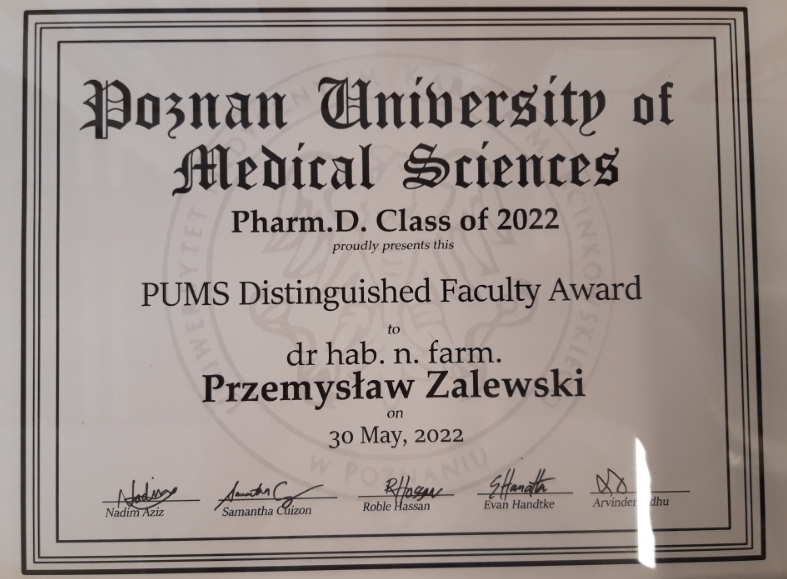 Poznan University of
Medical Sciences
Pharm.D. Class of 2022
proudly presents this
PUMS Distinguished Faculty Award
to
dr hab. n. farm.
Przemysław Zalewski
on
30 May, 2022
W POZNANIU
Nadim Aziz
Samantha Cuizon
Roble Hassan
Evan Handtke
Arvinder